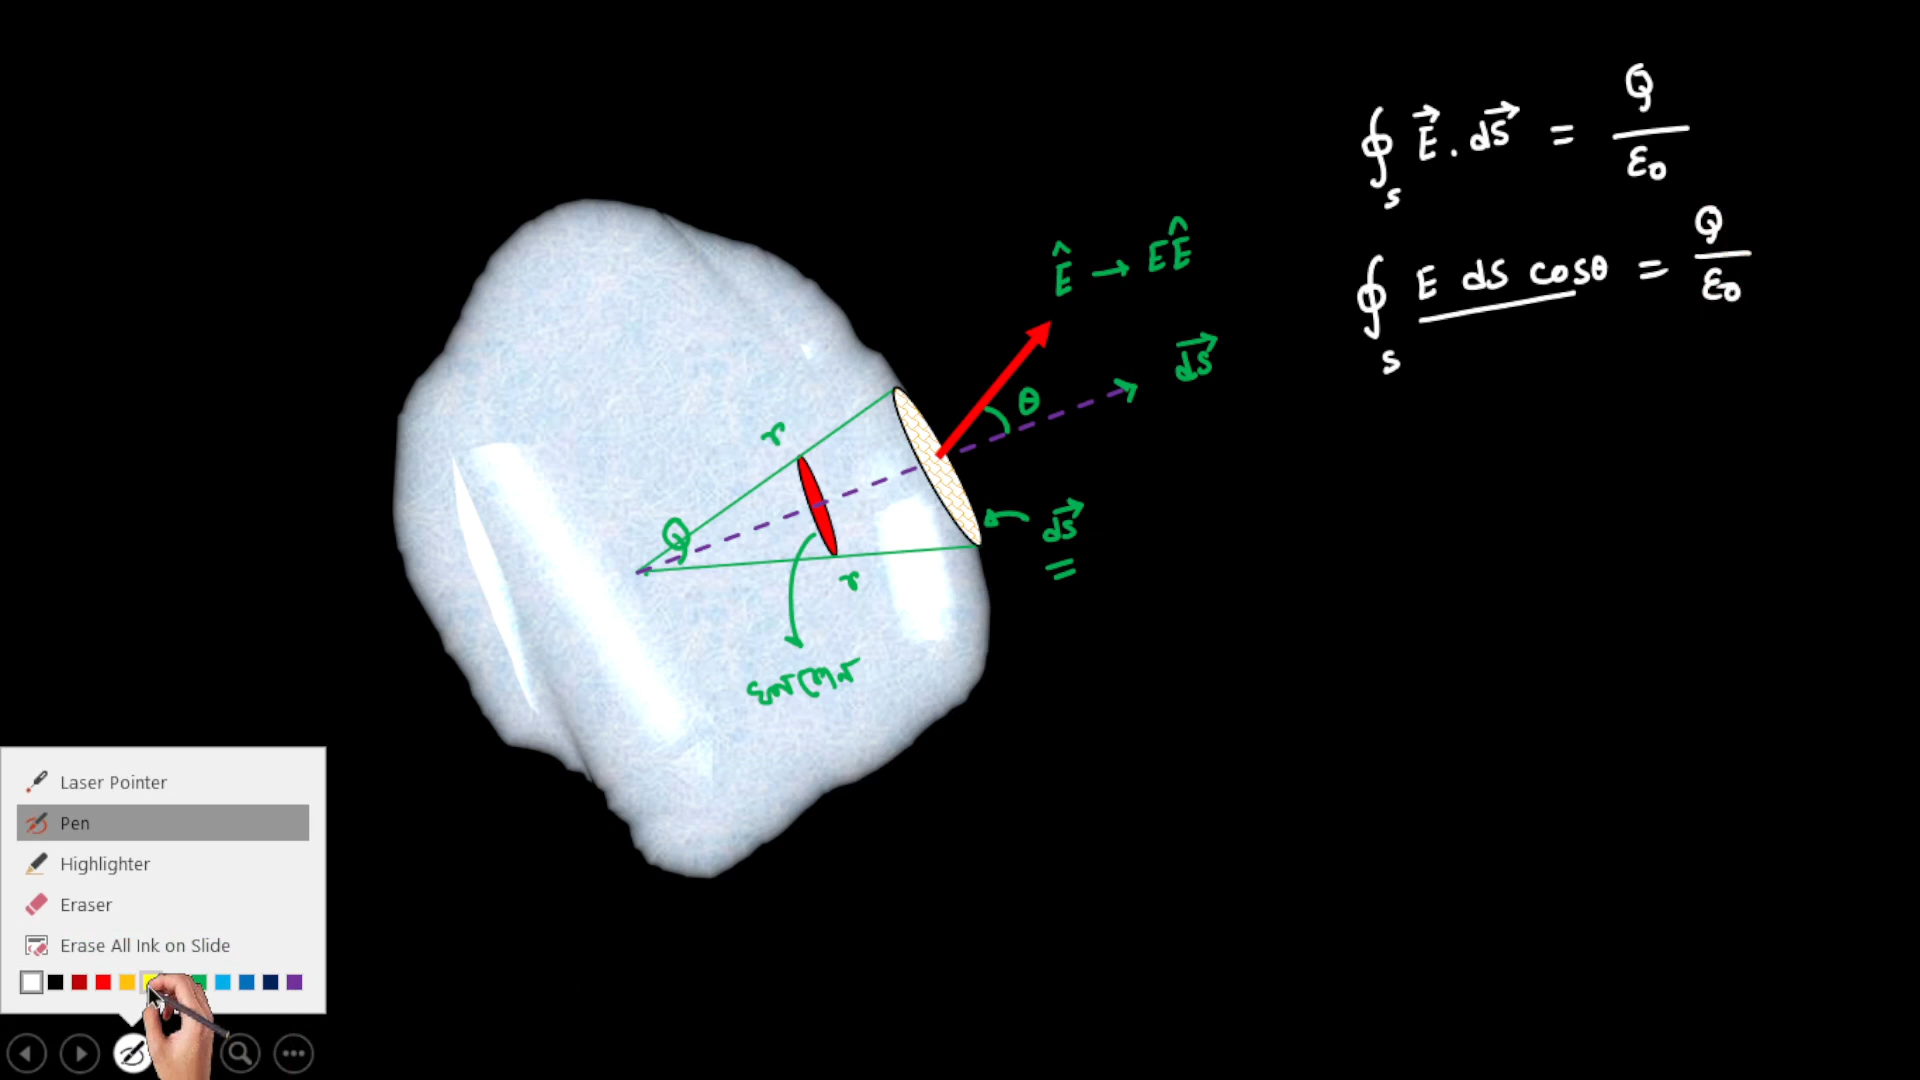 ∮ₛ E⃗ . dS⃗ = Q/ε₀
∮ₛ E dS cosθ = Q/ε₀
Ê → EÊ
dS⃗
θ
r
Q
dS⃗
r
Laser Pointer
Pen
Highlighter
Eraser
Erase All Ink on Slide